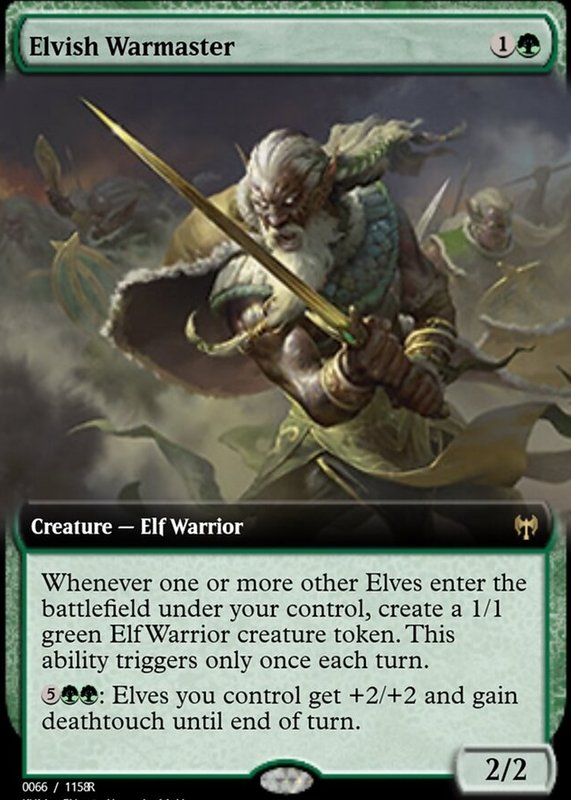 Elvish Warmaster
1
Creature — Elf Warrior
Whenever one or more other Elves enter the
battlefield under your control, create a 1/1
green Elf Warrior creature token. This
ability triggers only once each turn.
5 : Elves you control get +2/+2 and gain
deathtouch until end of turn.
2/2
0066 / 1158R